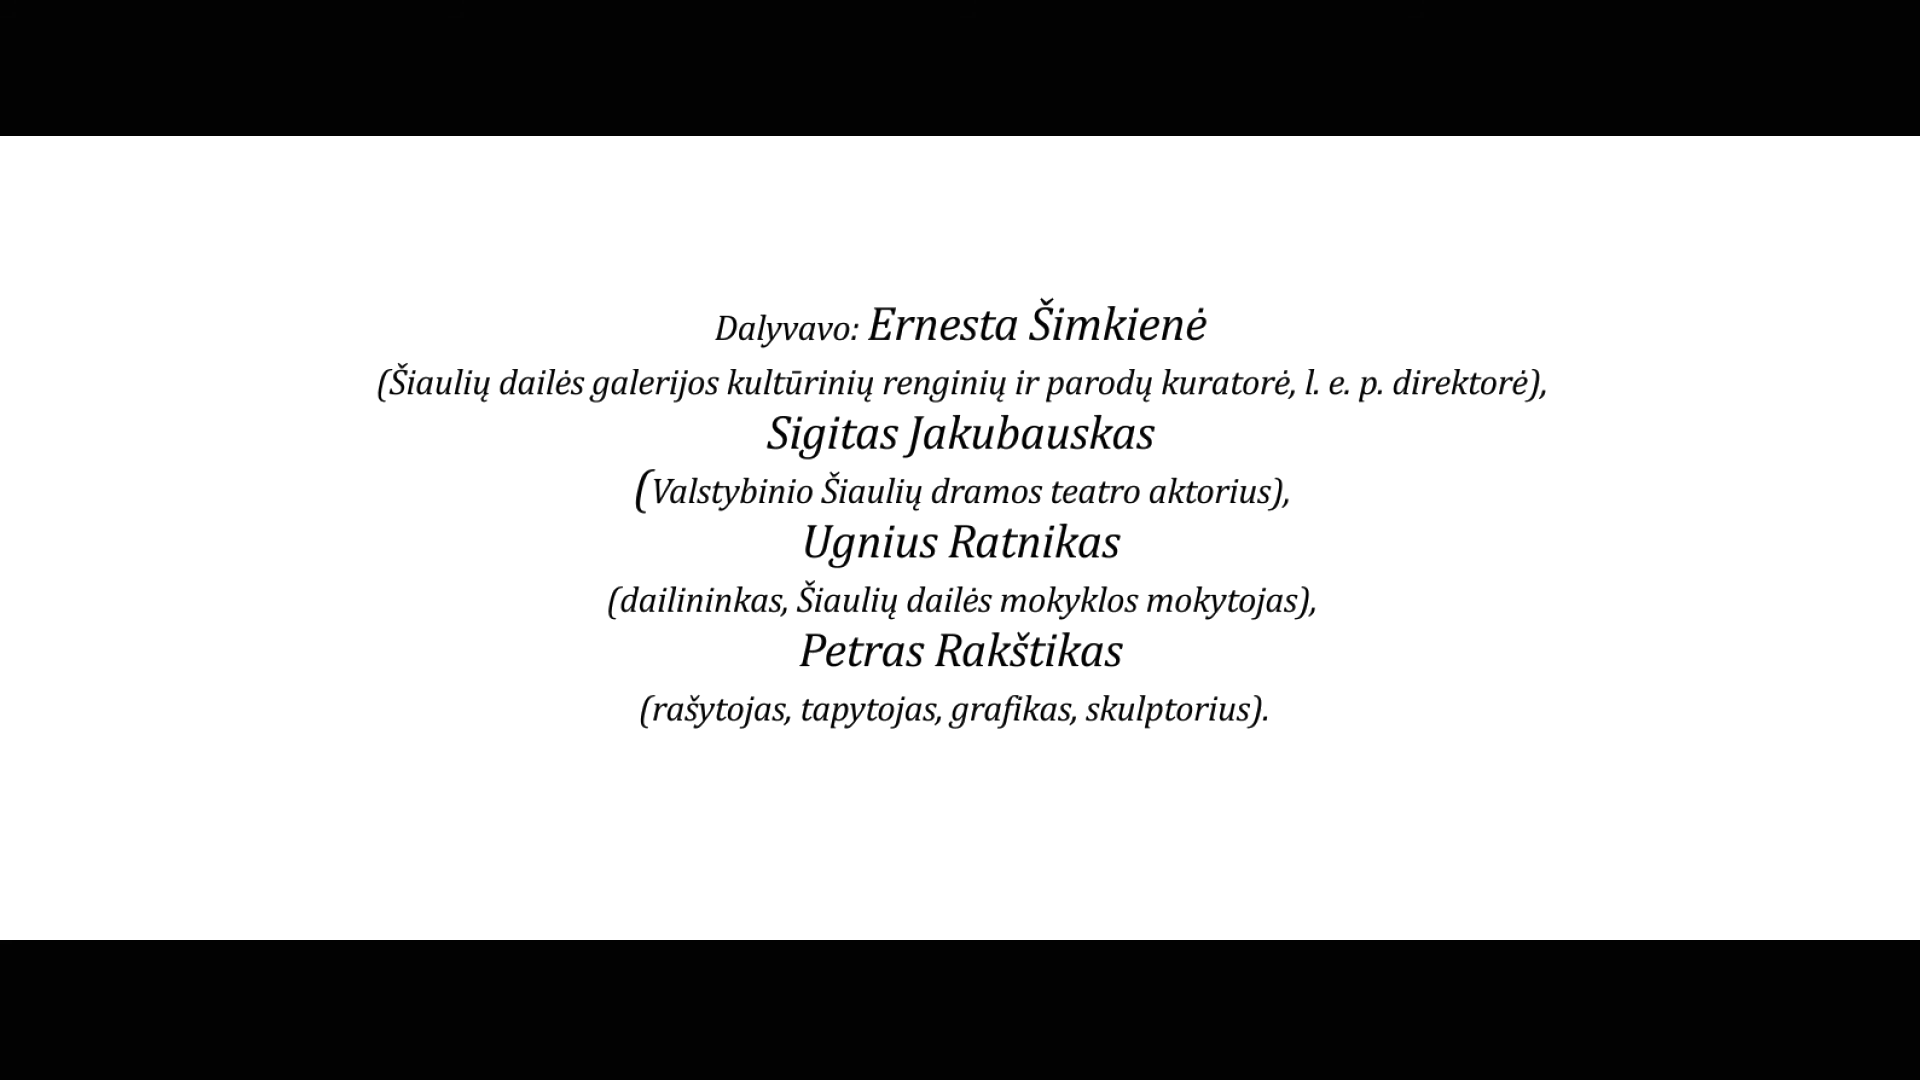 Dalyvavo: Ernesta Šimkienė
(Šiaulių dailės galerijos kultūrinių renginių ir parodų kuratorė, l. e. p. direktorė),
Sigitas Jakubauskas
(Valstybinio Šiaulių dramos teatro aktorius),
Ugnius Ratnikas
(dailininkas, Šiaulių dailės mokyklos mokytojas),
Petras Rakštikas
(rašytojas, tapytojas, grafikas, skulptorius).